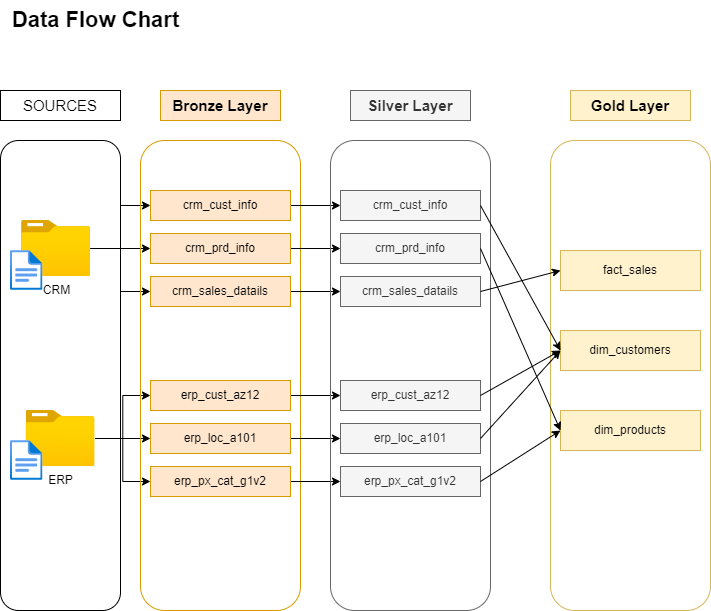 Data Flow Chart
SOURCES
Bronze Layer
Silver Layer
Gold Layer
crm_cust_info
crm_cust_info
crm_prd_info
crm_prd_info
fact_sales
CRM
crm_sales_datails
crm_sales_datails
dim_customers
erp_cust_az12
erp_cust_az12
dim_products
erp_loc_a101
erp_loc_a101
ERP
erp_px_cat_g1v2
erp_px_cat_g1v2